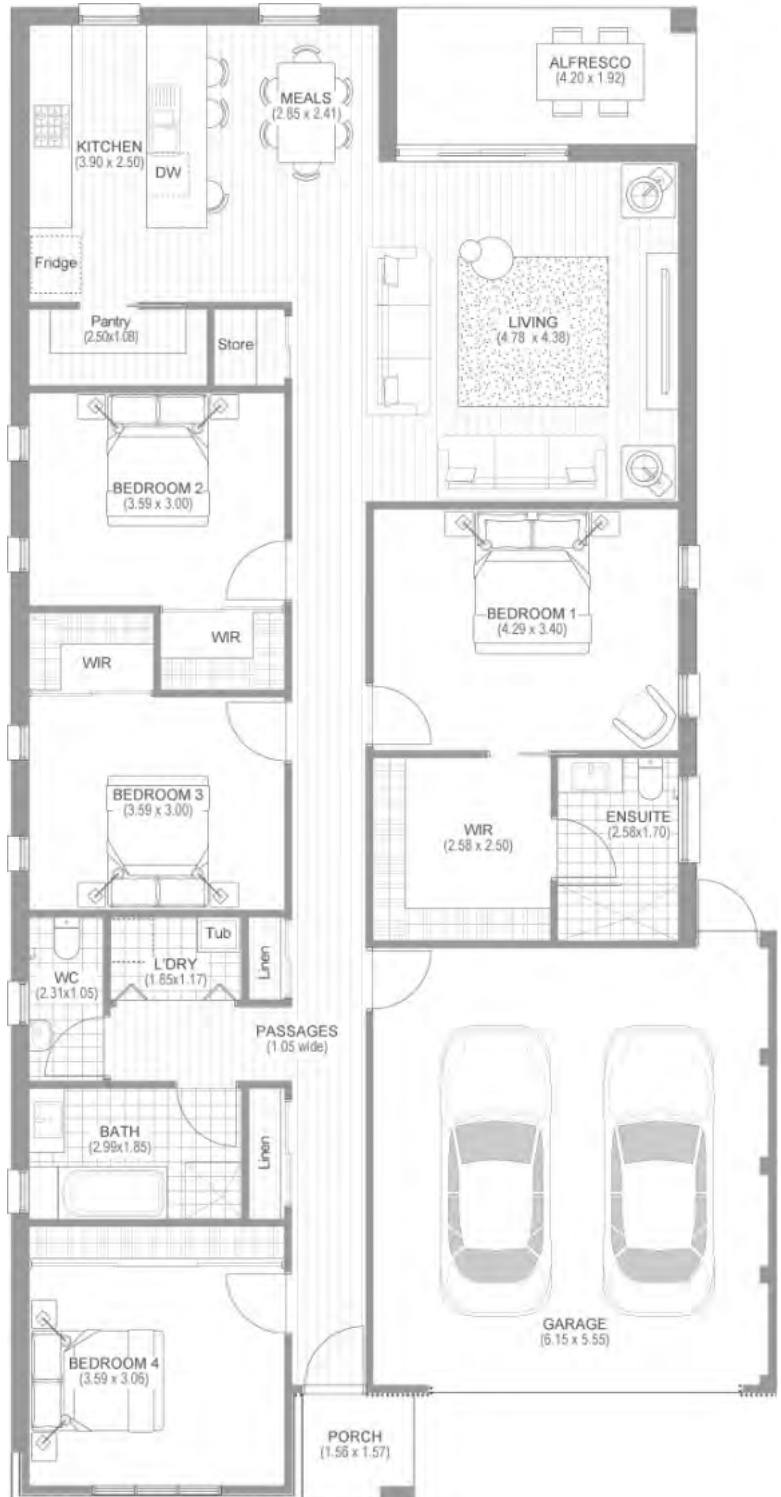 ALFRESCO
(4.20 x 1.92)
MEALS
(2.85 x 2.41)
KITCHEN
(3.90 x 2.50)
DW
Fridge
Pantry
(2.50x1.08)
Store
LIVING
(4.78 x 4.38)
BEDROOM 2
(3.59 x 3.00)
WIR
WIR
BEDROOM 1
(4.29 x 3.40)
BEDROOM 3
(3.59 x 3.00)
WIR
(2.58 x 2.50)
ENSUITE
(2.58x1.70)
Tub
L'DRY
(1.85x1.17)
Linen
WC
(2.31x1.05)
PASSAGES
(1.05 wide)
BATH
(2.99x1.85)
Linen
GARAGE
(6.15 x 5.55)
BEDROOM 4
(3.59 x 3.06)
PORCH
(1.56 x 1.57)